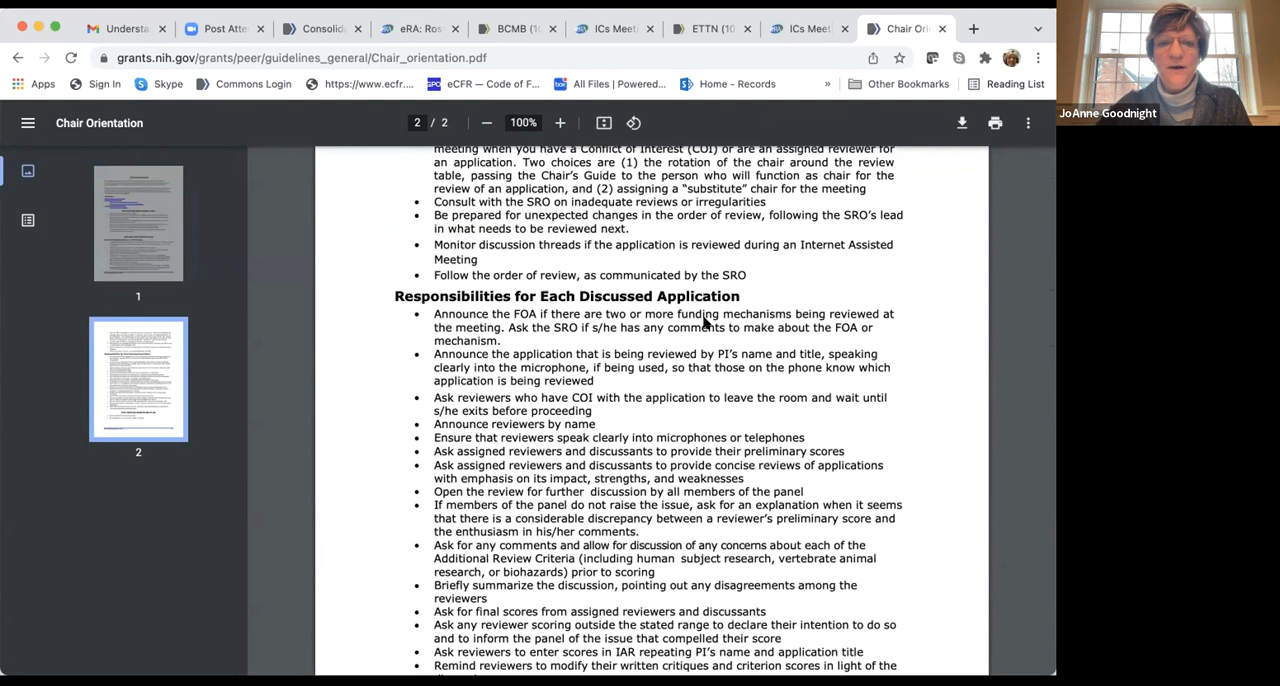 Understa
Post Atte
Consolida
eRA: Ros
BCMB (10
ICs Meeti
ETTN (10
ICs Meeti
Chair Ori
grants.nih.gov/grants/peer/guidelines_general/Chair_orientation.pdf
Apps
Sign In
Skype
Commons Login
https://www.ecfr...
GPO
eCFR — Code of F...
box
All Files | Powered...
S
Home - Records
»
Other Bookmarks
Reading List
Chair Orientation
2 / 2
100%
JoAnne Goodnight
1
2
meeting when you have a Conflict of Interest (COI) or are an assigned reviewer for
an application. Two choices are (1) the rotation of the chair around the review
table, passing the Chair's Guide to the person who will function as chair for the
review of an application, and (2) assigning a "substitute" chair for the meeting
• Consult with the SRO on inadequate reviews or irregularities
• Be prepared for unexpected changes in the order of review, following the SRO's lead
in what needs to be reviewed next.
• Monitor discussion threads if the application is reviewed during an Internet Assisted
Meeting
• Follow the order of review, as communicated by the SRO
Responsibilities for Each Discussed Application
• Announce the FOA if there are two or more funding mechanisms being reviewed at
the meeting. Ask the SRO if s/he has any comments to make about the FOA or
mechanism.
• Announce the application that is being reviewed by PI's name and title, speaking
clearly into the microphone, if being used, so that those on the phone know which
application is being reviewed
• Ask reviewers who have COI with the application to leave the room and wait until
s/he exits before proceeding
• Announce reviewers by name
• Ensure that reviewers speak clearly into microphones or telephones
• Ask assigned reviewers and discussants to provide their preliminary scores
• Ask assigned reviewers and discussants to provide concise reviews of applications
with emphasis on its impact, strengths, and weaknesses
• Open the review for further discussion by all members of the panel
• If members of the panel do not raise the issue, ask for an explanation when it seems
that there is a considerable discrepancy between a reviewer's preliminary score and
the enthusiasm in his/her comments.
• Ask for any comments and allow for discussion of any concerns about each of the
Additional Review Criteria (including human subject research, vertebrate animal
research, or biohazards) prior to scoring
• Briefly summarize the discussion, pointing out any disagreements among the
reviewers
• Ask for final scores from assigned reviewers and discussants
• Ask any reviewer scoring outside the stated range to declare their intention to do so
and to inform the panel of the issue that compelled their score
• Ask reviewers to enter scores in IAR repeating PI's name and application title
• Remind reviewers to modify their written critiques and criterion scores in light of the